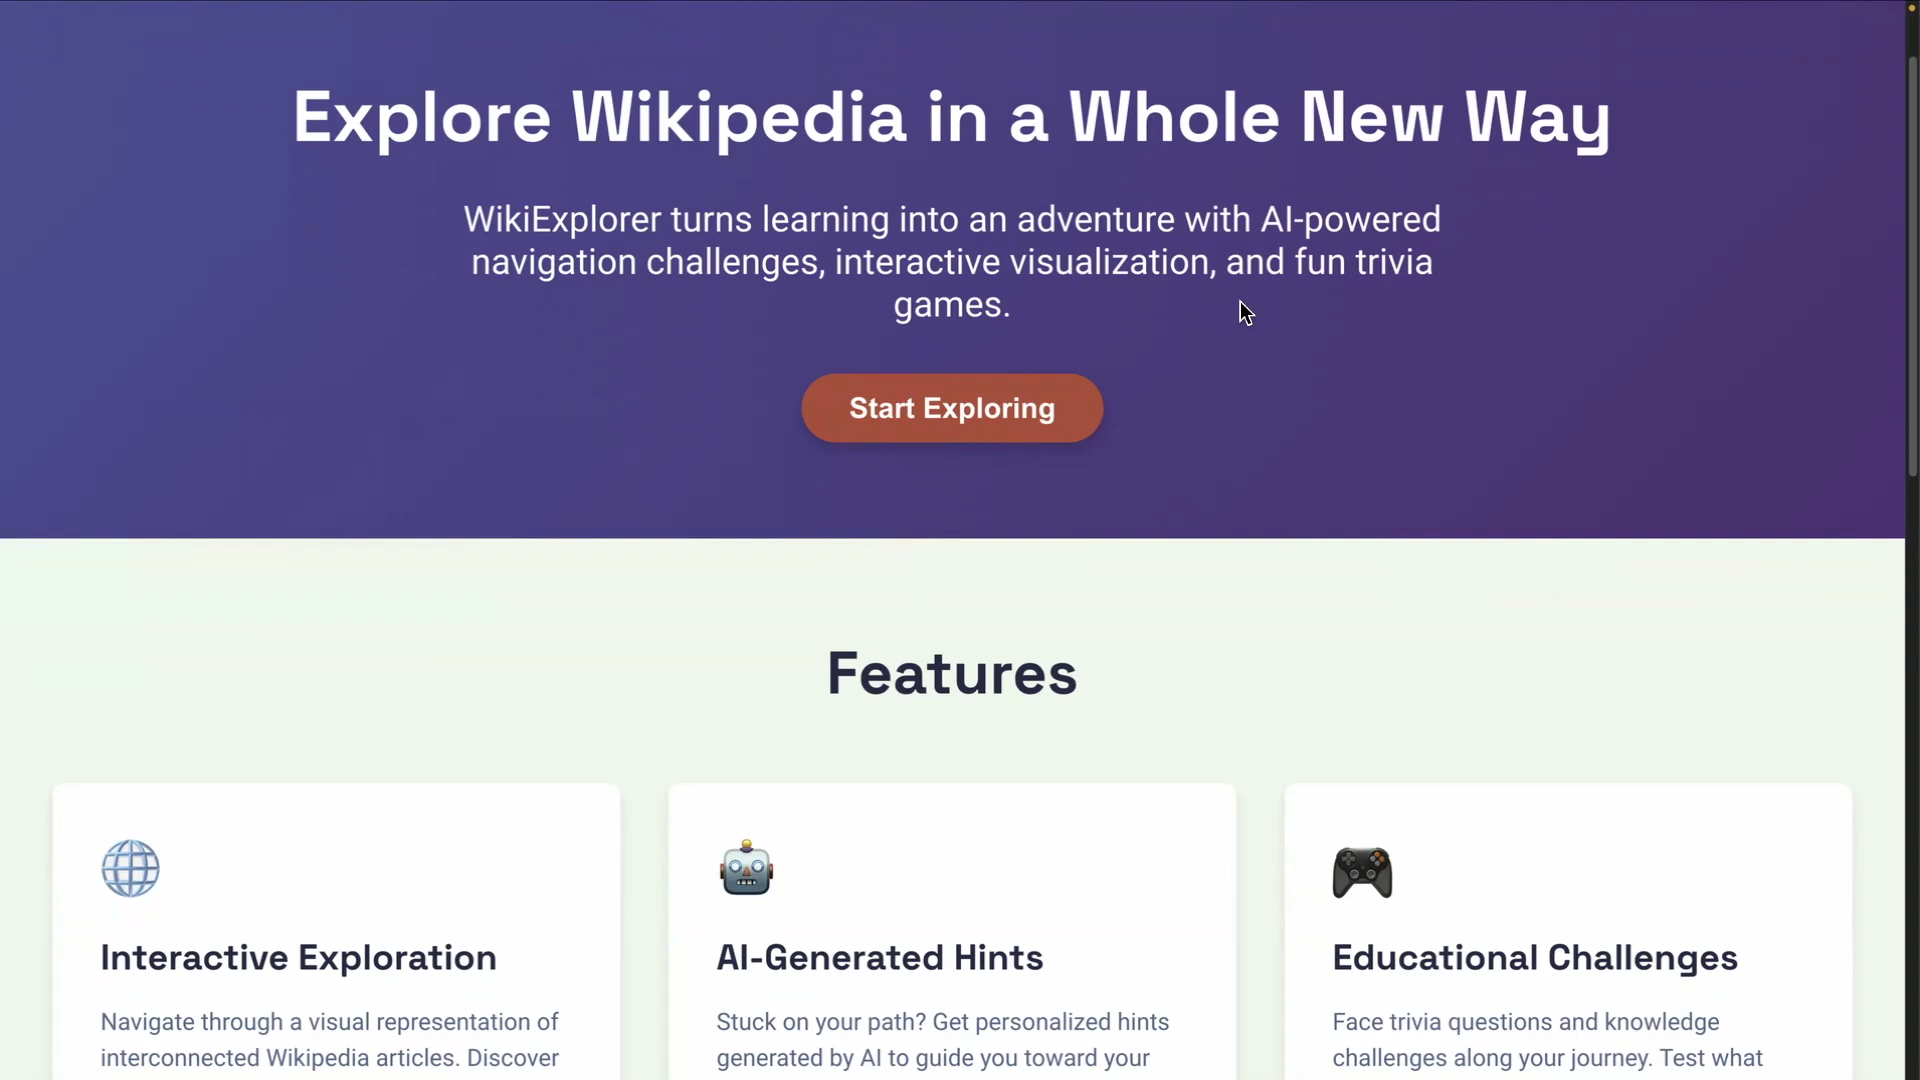 Explore Wikipedia in a Whole New Way
WikiExplorer turns learning into an adventure with AI-powered
navigation challenges, interactive visualization, and fun trivia
games.
Start Exploring
Features
Interactive Exploration
Navigate through a visual representation of
interconnected Wikipedia articles. Discover
AI-Generated Hints
Stuck on your path? Get personalized hints
generated by AI to guide you toward your
Educational Challenges
Face trivia questions and knowledge
challenges along your journey. Test what